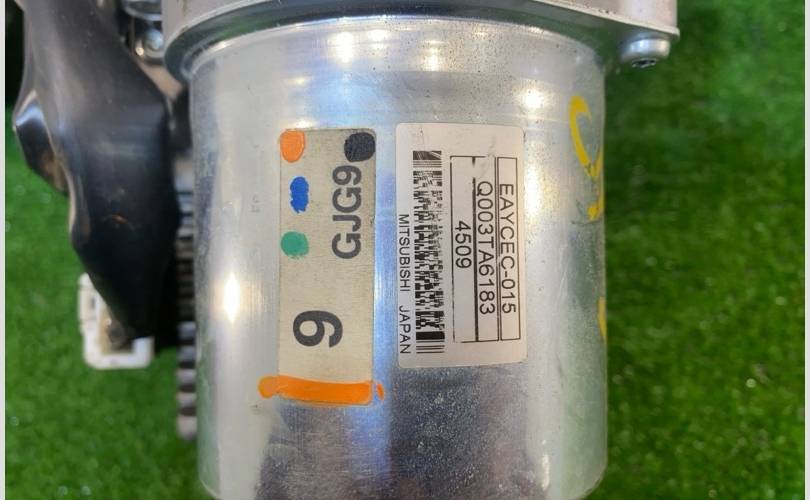 EAYCEC-015
Q003TA6183
4509
MITSUBISHI JAPAN
GJG9
9